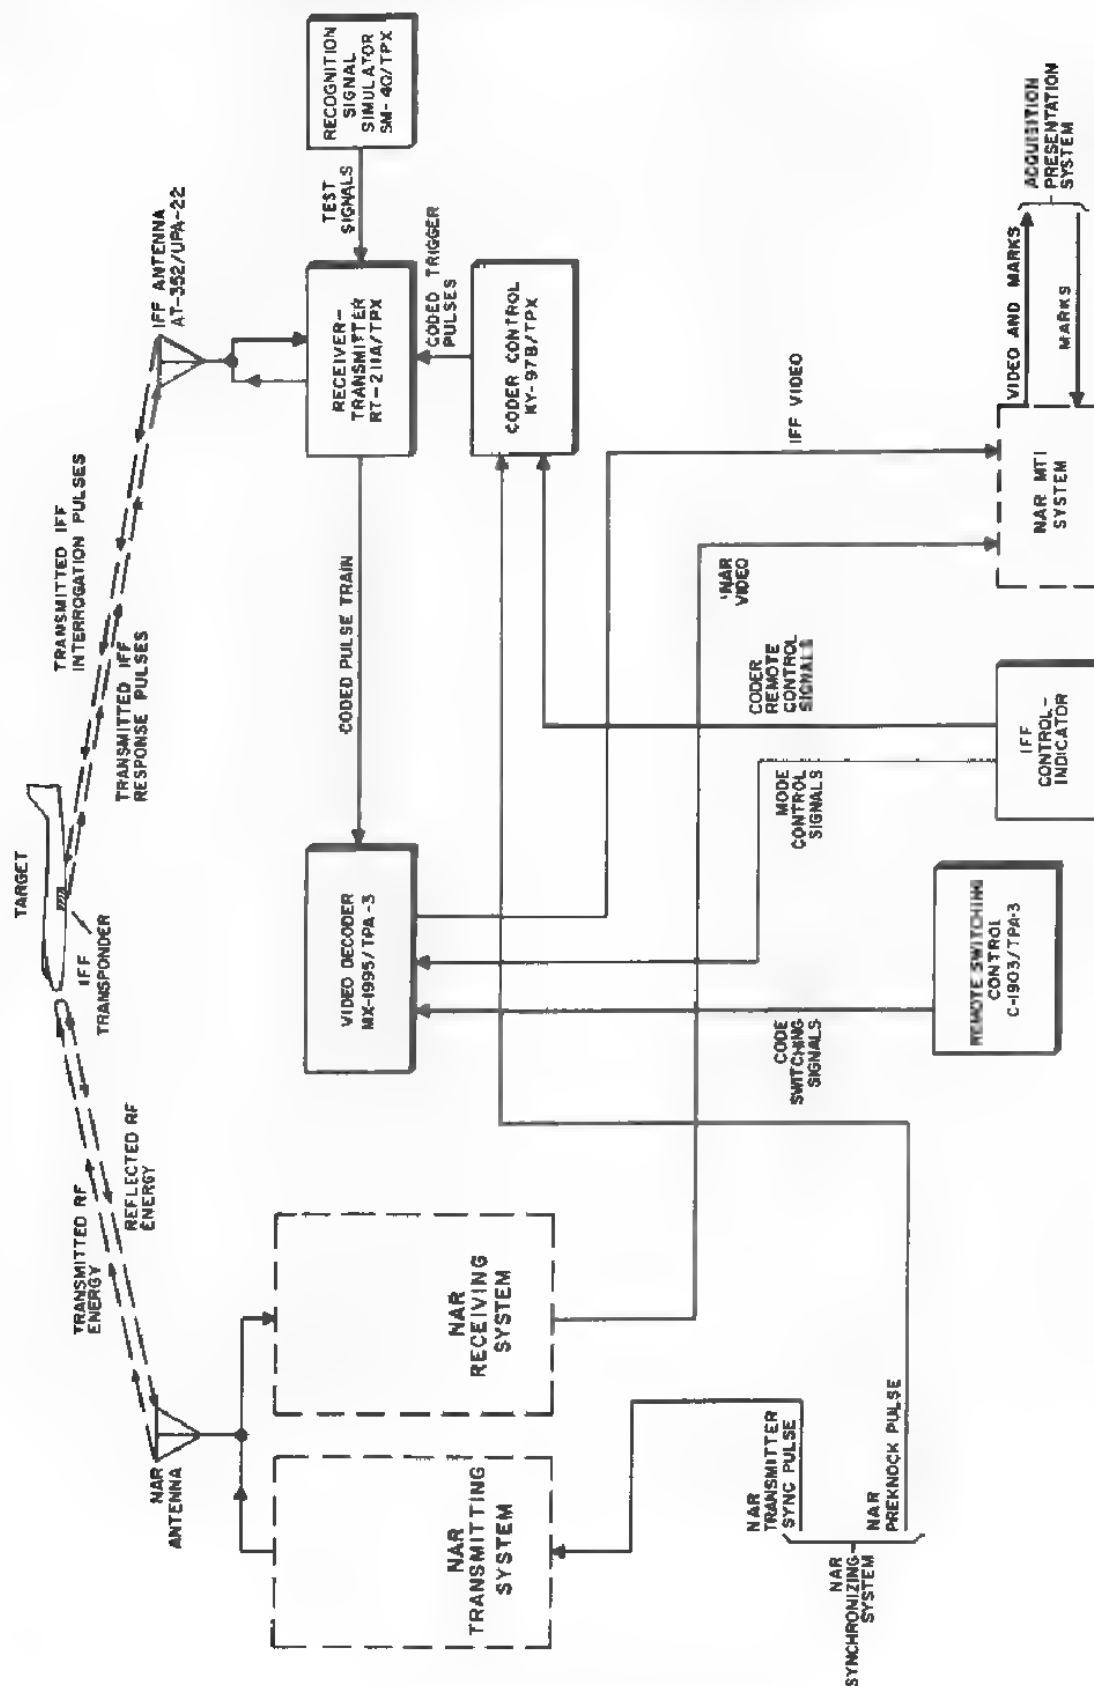 TARGET
IFF
TRANSPONDER
TRANSMITTED RF
ENERGY
REFLECTED RF
ENERGY
TRANSMITTED IFF
INTERROGATION PULSES
TRANSMITTED IFF
RESPONSE PULSES
NAR
ANTENNA
IFF ANTENNA
AT-352/UPA-22
NAR
TRANSMITTING
SYSTEM
NAR
RECEIVING
SYSTEM
VIDEO DECODER
MX-1995/TPA-3
CODED PULSE TRAIN
RECEIVER-
TRANSMITTER
RT-211A/TPX
TEST
SIGNALS
RECOGNITION
SIGNAL
SIMULATOR
SM-40/TPX
CODED TRIGGER
PULSES
CODER CONTROL
KY-97B/TPX
IFF VIDEO
NAR
VIDEO
CODER
REMOTE
CONTROL
SIGNALS
MODE
CONTROL
SIGNALS
CODE
SWITCHING
SIGNALS
NAR
TRANSMITTER
SYNC PULSE
NAR
PREKNOCK PULSE
NAR
SYNCHRONIZING
SYSTEM
REMOTE SWITCHING
CONTROL
C-1903/TPA-3
IFF
CONTROL-
INDICATOR
NAR MTI
SYSTEM
VIDEO AND MARKS
MARKS
ACQUISITION
PRESENTATION
SYSTEM